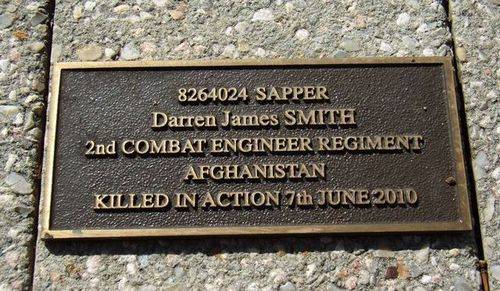 8264024 SAPPER
Darren James SMITH
2nd COMBAT ENGINEER REGIMENT
AFGHANISTAN
KILLED IN ACTION 7th JUNE 2010